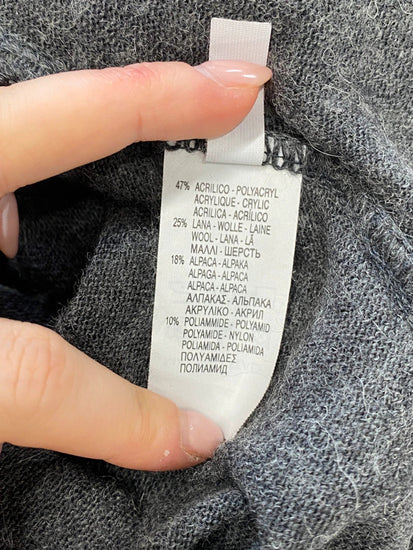 47% ACRILICO - POLYACRYL
ACRYLIQUE - CRYLIC
ACRILICA - ACRÍLICO
25% LANA - WOLLE - LAINE
WOOL - LANA - LÃ
ΜΑΛΛΙ - ШЕРСТЬ
18% ALPACA - ALPAKA
ALPAGA - ALPACA
ALPACA - ALPACA
ΑΛΠΑΚΑΣ - АЛЬПАКА
ΑΚΡΥΛΙΚΟ - АКРИЛ
10% POLIAMMIDE - POLYAMID
POLYAMIDE - NYLON
POLIAMIDA - POLIAMIDA
ΠΟΛΥΑΜΙΔΕΣ
ПОЛИАМИД